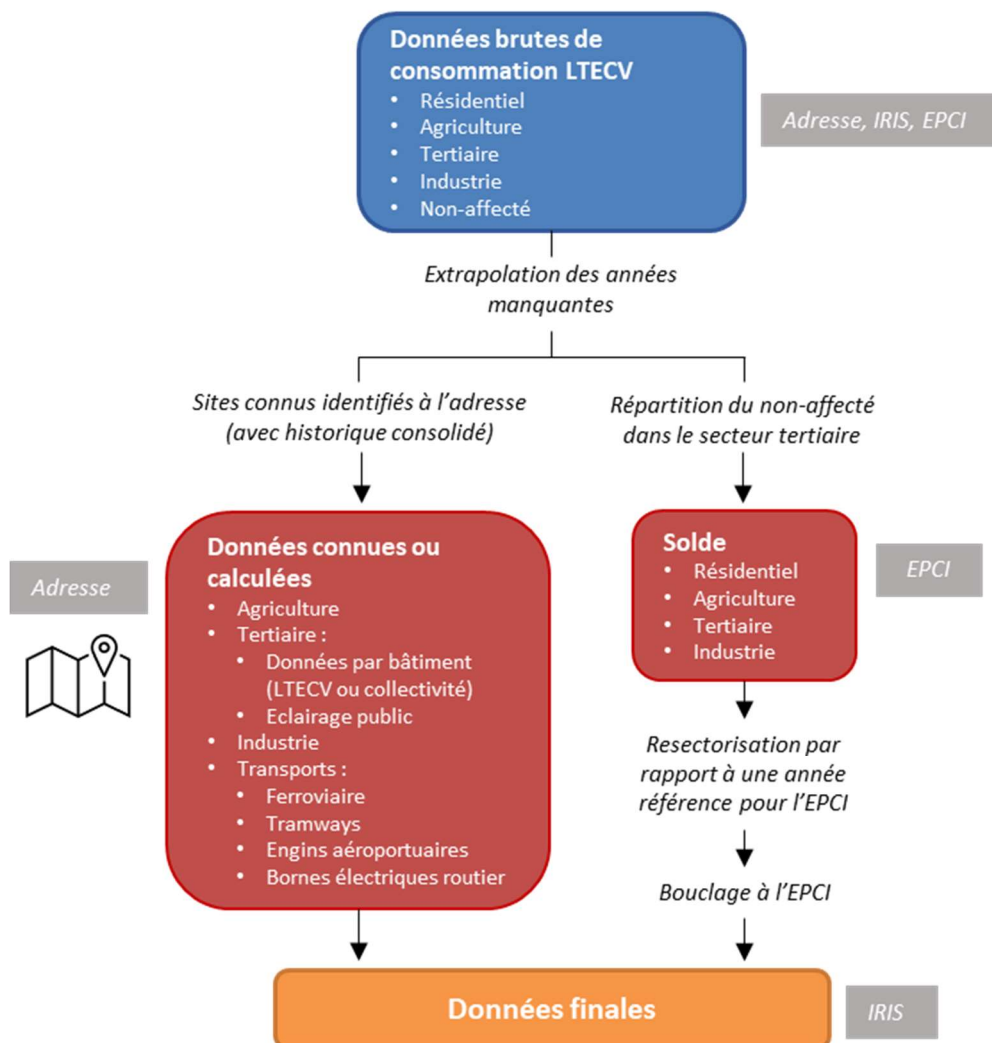 Données brutes de
consommation LTECV
• Résidentiel
• Agriculture
• Tertiaire
• Industrie
• Non-affecté
Adresse, IRIS, EPCI
Extrapolation des années
manquantes
Sites connus identifiés à l’adresse
(avec historique consolidé)
Répartition du non-affecté
dans le secteur tertiaire
Adresse
Données connues ou
calculées
• Agriculture
• Tertiaire :
• Données par bâtiment
(LTECV ou collectivité)
• Eclairage public
• Industrie
• Transports :
• Ferroviaire
• Tramways
• Engins aéroportuaires
• Bornes électriques routier
Solde
• Résidentiel
• Agriculture
• Tertiaire
• Industrie
EPCI
Resectorisation par
rapport à une année
référence pour l’EPCI
Bouclage à l’EPCI
Données finales
IRIS